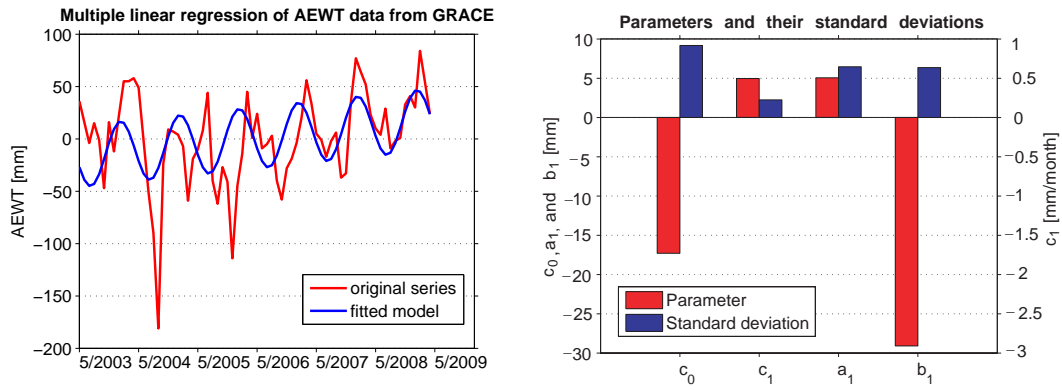 Multiple linear regression of AEWT data from GRACE
AEWT [mm]
100
50
0
−50
−100
−150
−200
5/2003 5/2004 5/2005 5/2006 5/2007 5/2008 5/2009
original series
fitted model
Parameters and their standard deviations
c0,a1, and b1 [mm]
10
5
0
−5
−10
−15
−20
−25
−30
c0 c1 a1 b1
Parameter
Standard deviation
1
0.5
0
−0.5
−1
−1.5
−2
−2.5
−3
c1 [mm/month]